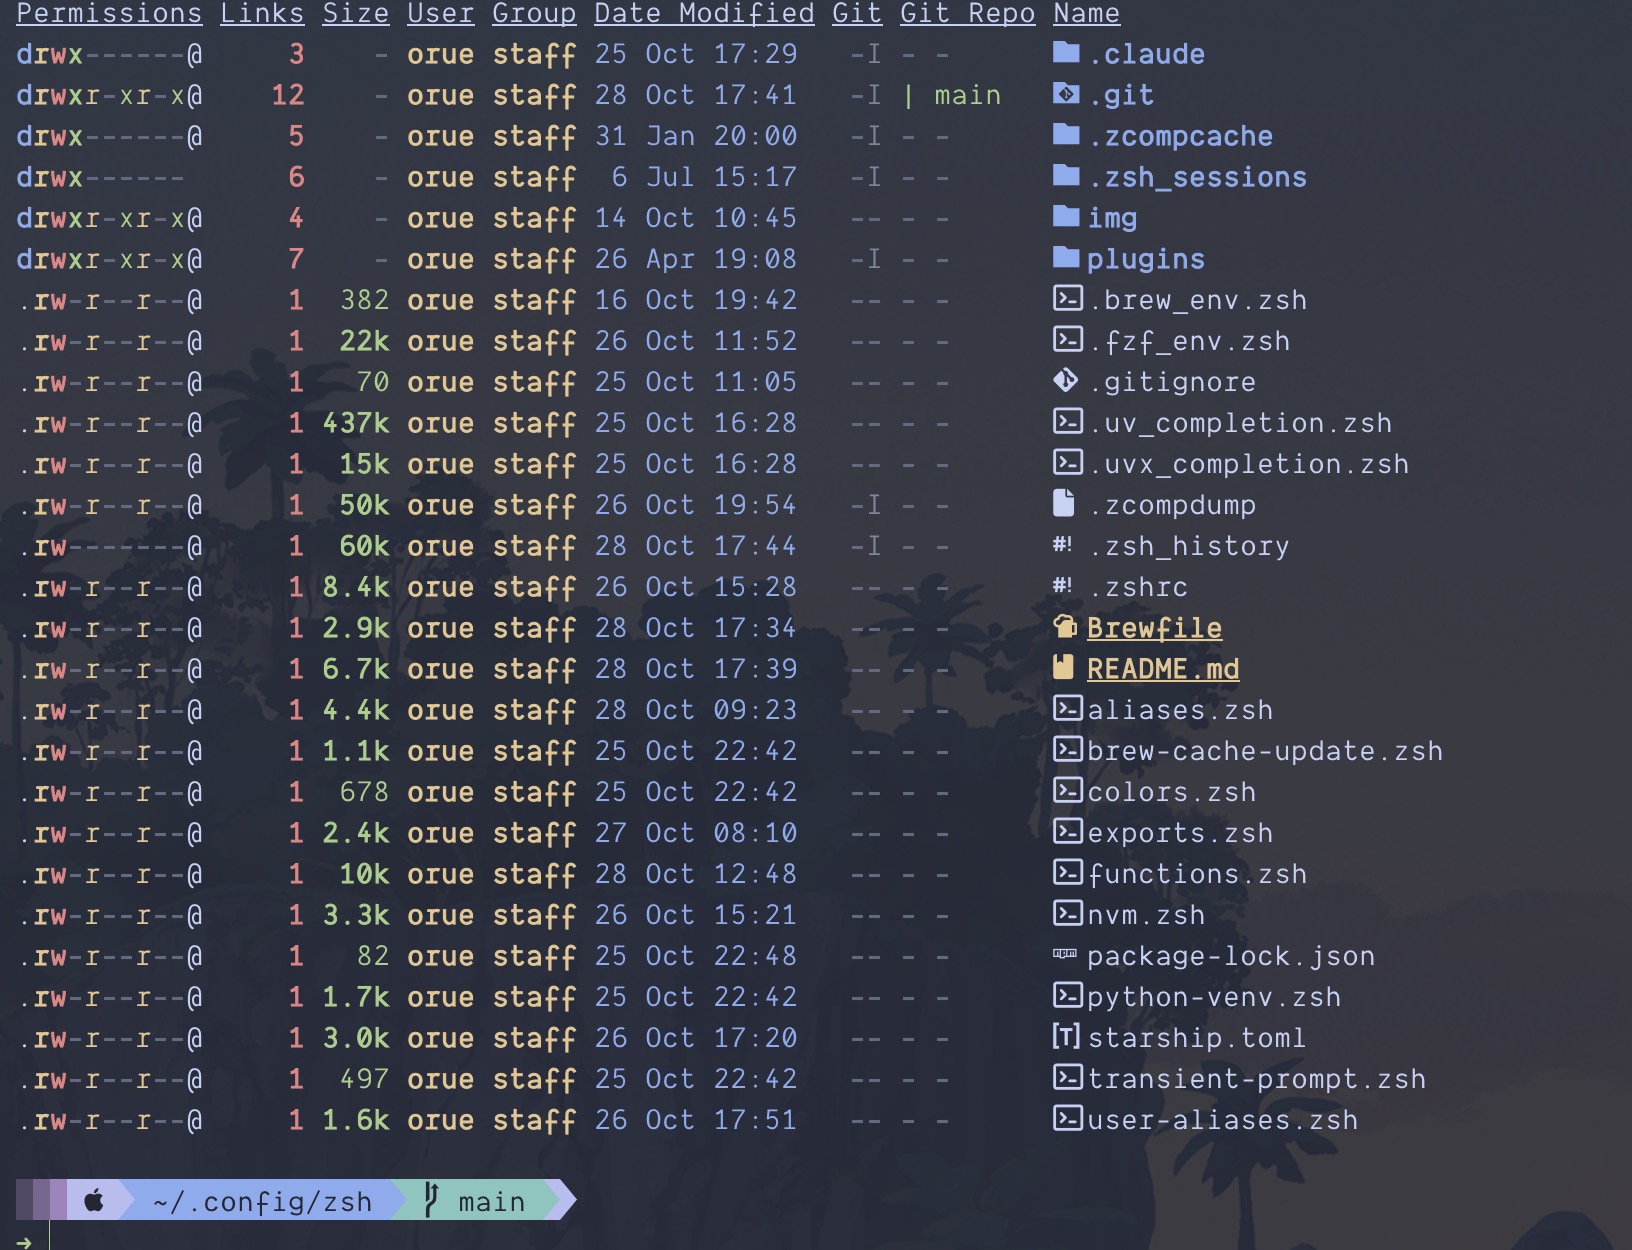 Permissions Links Size User Group Date Modified Git Git Repo Name
drwx------@ 3 - orue staff 25 Oct 17:29 -I - - .claude
drwxr-xr-x@ 12 - orue staff 28 Oct 17:41 -I | main .git
drwx------@ 5 - orue staff 31 Jan 20:00 -I - - .zcompcache
drwx------ 6 - orue staff 6 Jul 15:17 -I - - .zsh_sessions
drwxr-xr-x@ 4 - orue staff 14 Oct 10:45 -- - - img
drwxr-xr-x@ 7 - orue staff 26 Apr 19:08 -I - - plugins
.rw-r--r--@ 1 382 orue staff 16 Oct 19:42 -- - - .brew_env.zsh
.rw-r--r--@ 1 22k orue staff 26 Oct 11:52 -- - - .fzf_env.zsh
.rw-r--r--@ 1 70 orue staff 25 Oct 11:05 -- - - .gitignore
.rw-r--r--@ 1 437k orue staff 25 Oct 16:28 -- - - .uv_completion.zsh
.rw-r--r--@ 1 15k orue staff 25 Oct 16:28 -- - - .uvx_completion.zsh
.rw-r--r--@ 1 50k orue staff 26 Oct 19:54 -I - - .zcompdump
.rw-------@ 1 60k orue staff 28 Oct 17:44 -I - - #! .zsh_history
.rw-r--r--@ 1 8.4k orue staff 26 Oct 15:28 -- - - #! .zshrc
.rw-r--r--@ 1 2.9k orue staff 28 Oct 17:34 -- - - Brewfile
.rw-r--r--@ 1 6.7k orue staff 28 Oct 17:39 -- - - README.md
.rw-r--r--@ 1 4.4k orue staff 28 Oct 09:23 -- - - aliases.zsh
.rw-r--r--@ 1 1.1k orue staff 25 Oct 22:42 -- - - brew-cache-update.zsh
.rw-r--r--@ 1 678 orue staff 25 Oct 22:42 -- - - colors.zsh
.rw-r--r--@ 1 2.4k orue staff 27 Oct 08:10 -- - - exports.zsh
.rw-r--r--@ 1 10k orue staff 28 Oct 12:48 -- - - functions.zsh
.rw-r--r--@ 1 3.3k orue staff 26 Oct 15:21 -- - - nvm.zsh
.rw-r--r--@ 1 82 orue staff 25 Oct 22:48 -- - - npm package-lock.json
.rw-r--r--@ 1 1.7k orue staff 25 Oct 22:42 -- - - python-venv.zsh
.rw-r--r--@ 1 3.0k orue staff 26 Oct 17:20 -- - - [T] starship.toml
.rw-r--r--@ 1 497 orue staff 25 Oct 22:42 -- - - transient-prompt.zsh
.rw-r--r--@ 1 1.6k orue staff 26 Oct 17:51 -- - - user-aliases.zsh
~/.config/zsh main
→